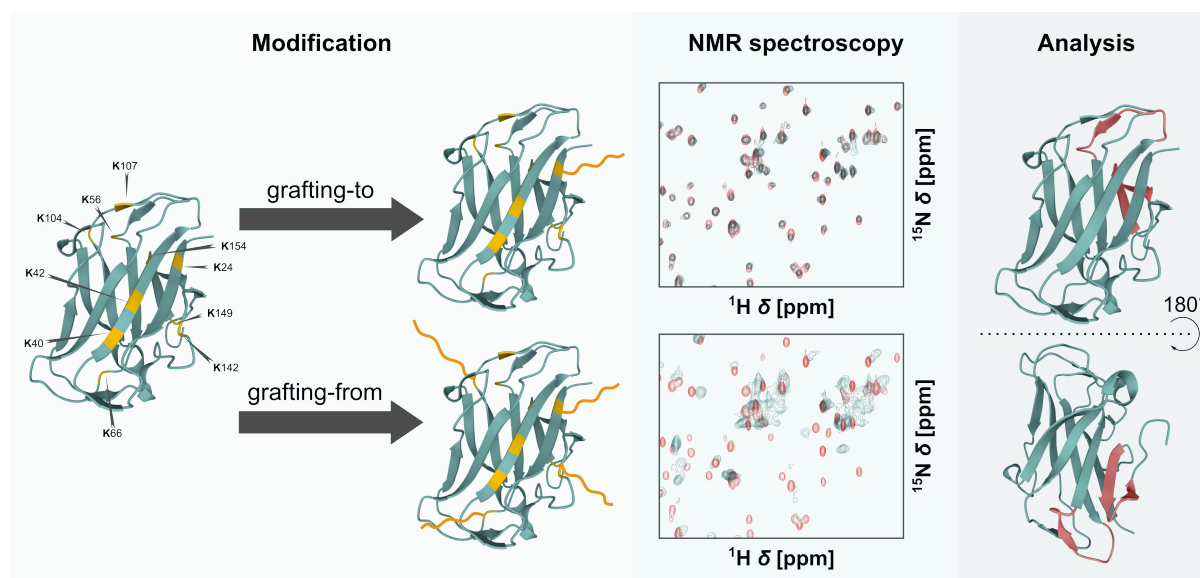 Modification
NMR spectroscopy
Analysis
K107
K56
K104
K154
K24
K42
K149
K40
K142
K66
grafting-to
grafting-from
¹⁵N δ [ppm]
¹H δ [ppm]
¹⁵N δ [ppm]
¹H δ [ppm]
180°